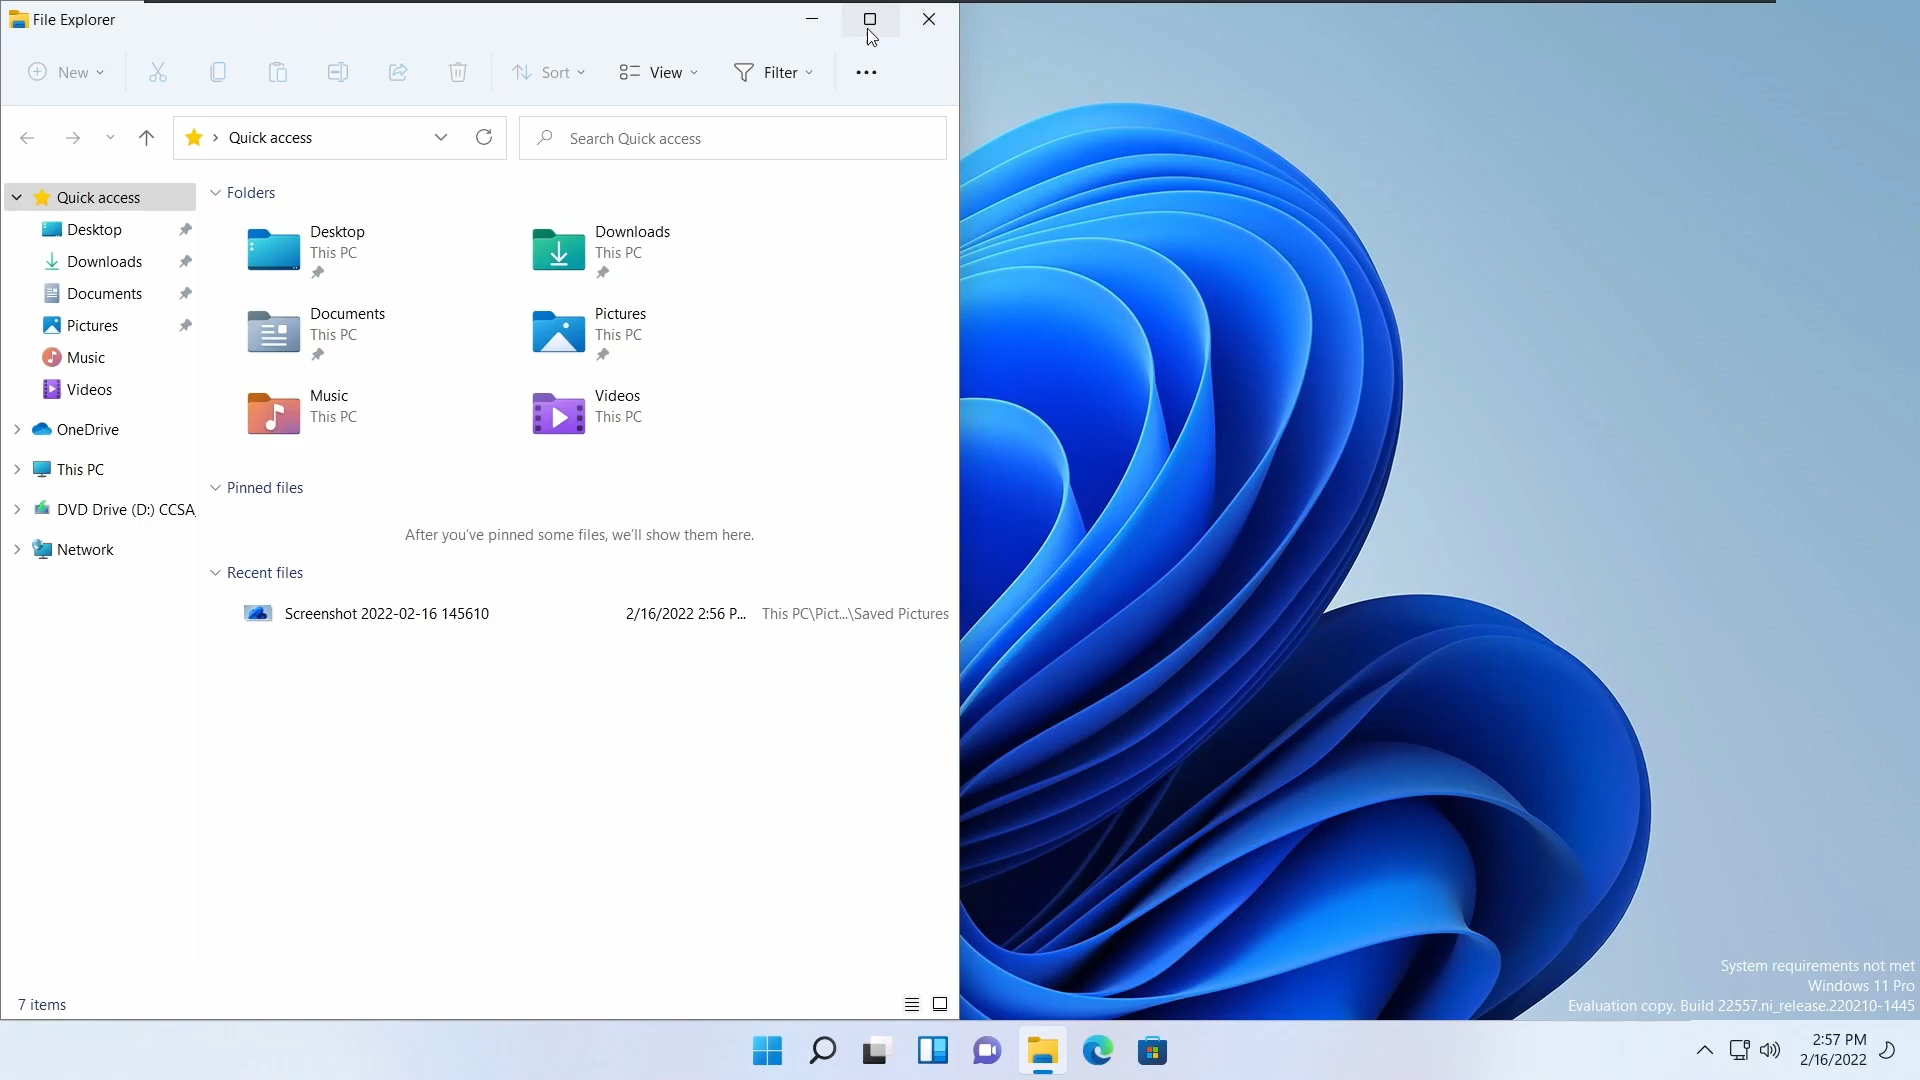 File Explorer
New
Sort
View
Filter
Quick access
Search Quick access
Quick access
Desktop
Downloads
Documents
Pictures
Music
Videos
OneDrive
This PC
DVD Drive (D:) CCSA
Network
Folders
Desktop
This PC
Downloads
This PC
Documents
This PC
Pictures
This PC
Music
This PC
Videos
This PC
Pinned files
After you've pinned some files, we'll show them here.
Recent files
Screenshot 2022-02-16 145610 2/16/2022 2:56 P... This PC\Pict...\Saved Pictures
7 items
System requirements not met
Windows 11 Pro
Evaluation copy. Build 22557.ni_release.220210-1445
2:57 PM
2/16/2022